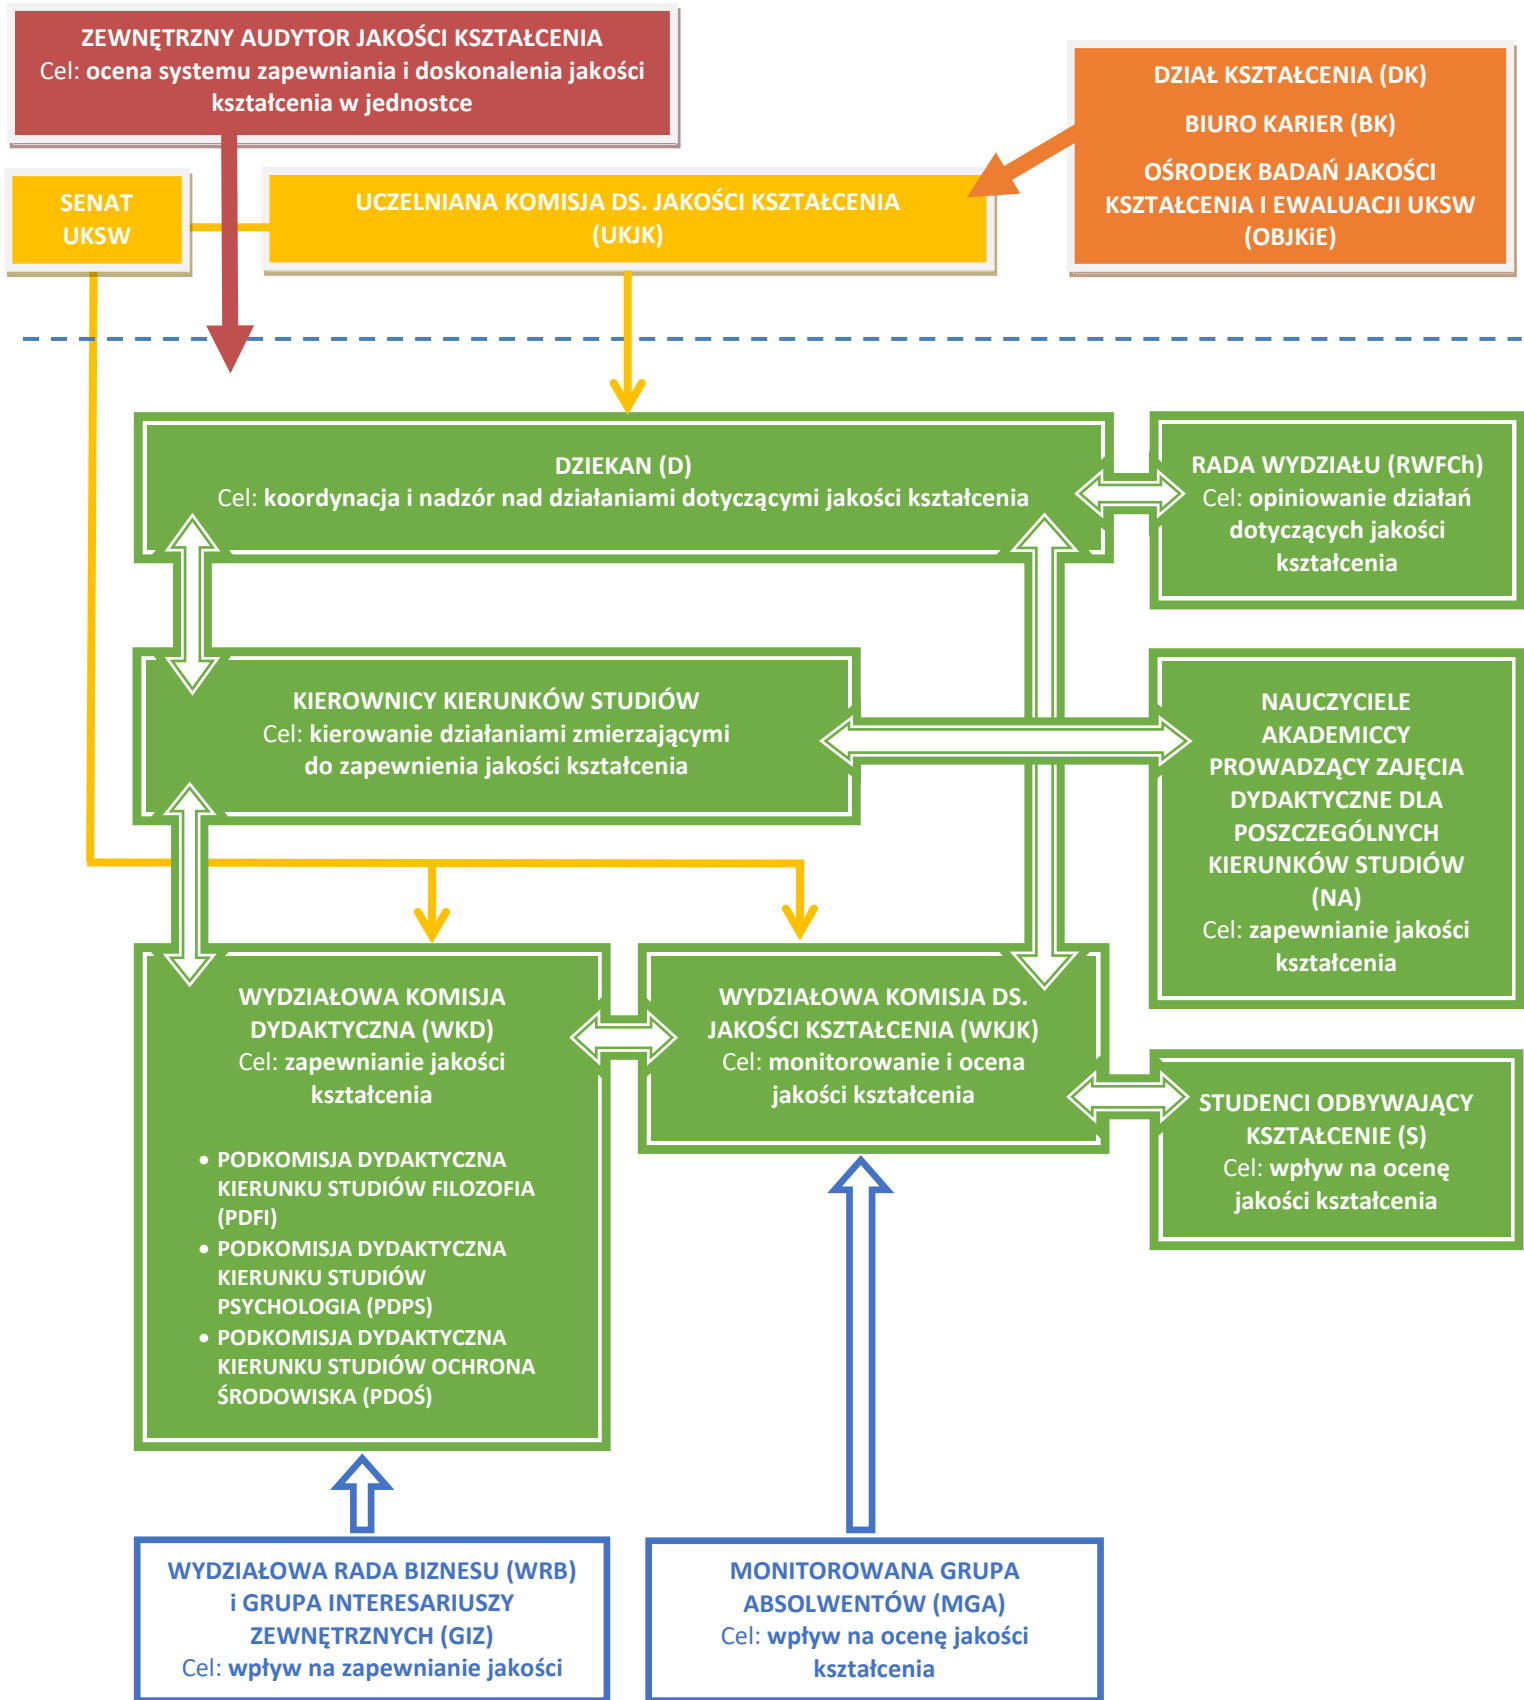 ZEWNĘTRZNY AUDYTOR JAKOŚCI KSZTAŁCENIA
Cel: ocena systemu zapewniania i doskonalenia jakości
kształcenia w jednostce
DZIAŁ KSZTAŁCENIA (DK)
BIURO KARIER (BK)
OŚRODEK BADAŃ JAKOŚCI
KSZTAŁCENIA I EWALUACJI UKSW
(OBJKiE)
SENAT
UKSW
UCZELNIANA KOMISJA DS. JAKOŚCI KSZTAŁCENIA
(UKJK)
DZIEKAN (D)
Cel: koordynacja i nadzór nad działaniami dotyczącymi jakości kształcenia
RADA WYDZIAŁU (RWFCh)
Cel: opiniowanie działań
dotyczących jakości
kształcenia
KIEROWNICY KIERUNKÓW STUDIÓW
Cel: kierowanie działaniami zmierzającymi
do zapewnienia jakości kształcenia
NAUCZYCIELE
AKADEMICCY
PROWADZĄCY ZAJĘCIA
DYDAKTYCZNE DLA
POSZCZEGÓLNYCH
KIERUNKÓW STUDIÓW
(NA)
Cel: zapewnianie jakości
kształcenia
WYDZIAŁOWA KOMISJA
DYDAKTYCZNA (WKD)
Cel: zapewnianie jakości
kształcenia
• PODKOMISJA DYDAKTYCZNA
KIERUNKU STUDIÓW FILOZOFIA
(PDFI)
• PODKOMISJA DYDAKTYCZNA
KIERUNKU STUDIÓW
PSYCHOLOGIA (PDPS)
• PODKOMISJA DYDAKTYCZNA
KIERUNKU STUDIÓW OCHRONA
ŚRODOWISKA (PDOŚ)
WYDZIAŁOWA KOMISJA DS.
JAKOŚCI KSZTAŁCENIA (WKJK)
Cel: monitorowanie i ocena
jakości kształcenia
STUDENCI ODBYWAJĄCY
KSZTAŁCENIE (S)
Cel: wpływ na ocenę
jakości kształcenia
WYDZIAŁOWA RADA BIZNESU (WRB)
i GRUPA INTERESARIUSZY
ZEWNĘTRZNYCH (GIZ)
Cel: wpływ na zapewnianie jakości
MONITOROWANA GRUPA
ABSOLWENTÓW (MGA)
Cel: wpływ na ocenę jakości
kształcenia